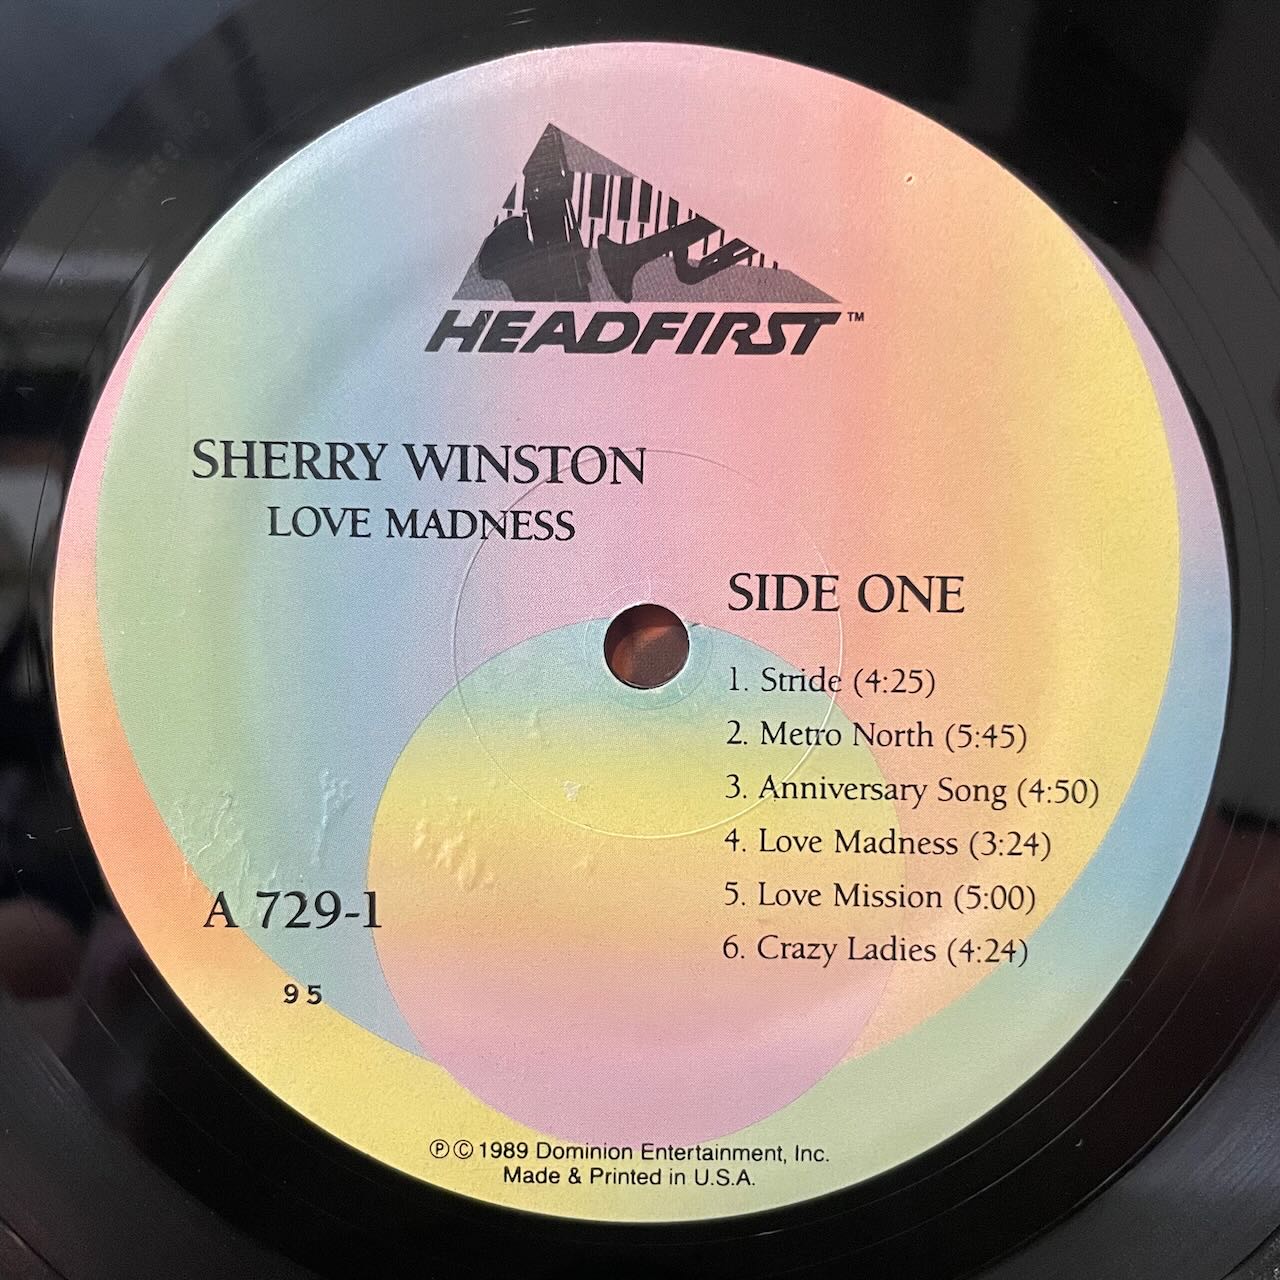 HEADFIRST™
SHERRY WINSTON
LOVE MADNESS
SIDE ONE
1. Stride (4:25)
2. Metro North (5:45)
3. Anniversary Song (4:50)
4. Love Madness (3:24)
5. Love Mission (5:00)
6. Crazy Ladies (4:24)
A 729-1
95
℗ © 1989 Dominion Entertainment, Inc.
Made & Printed in U.S.A.